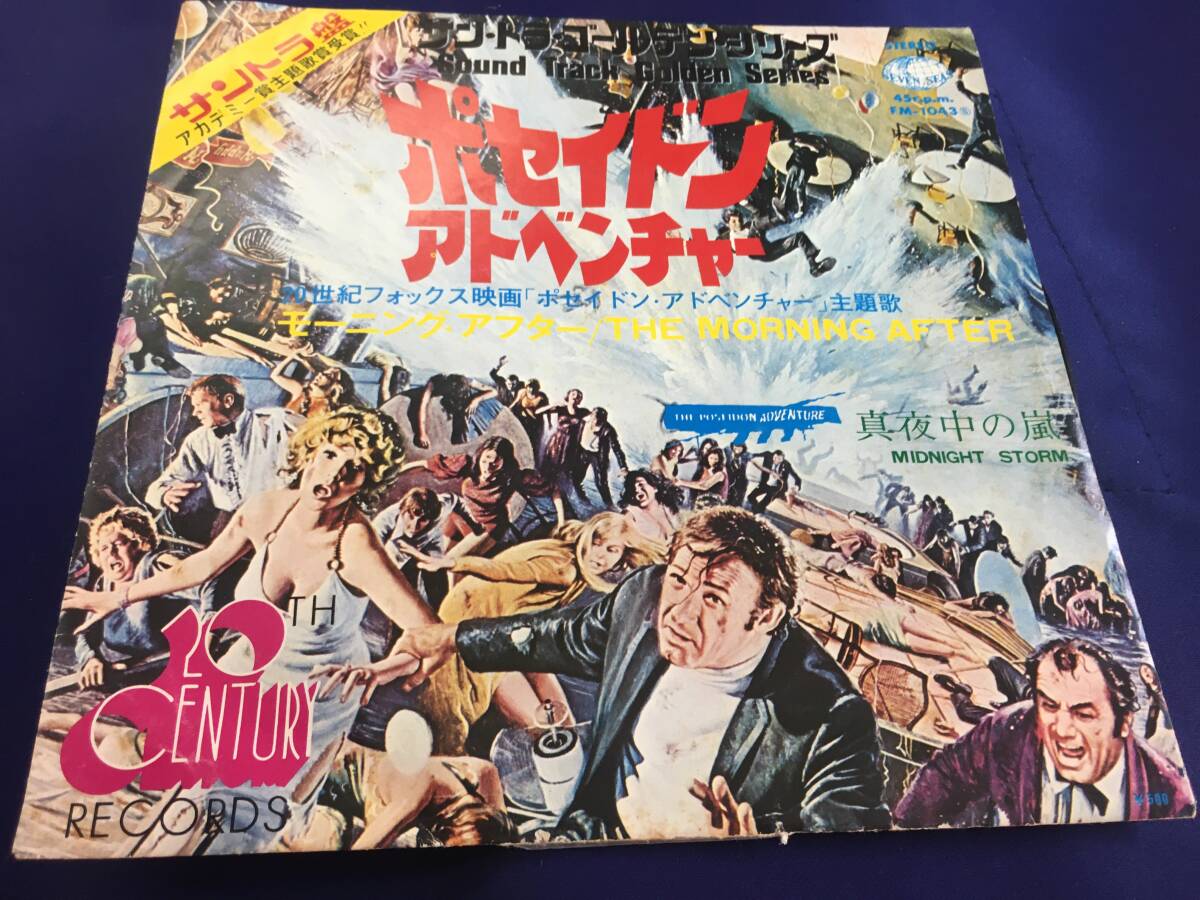 サントラ盤
アカデミー賞主題歌賞受賞!!
サン・トラ・ゴールデン・シリーズ
Sound Track Golden Series
STEREO
SEVEN SEAS
45r.p.m.
FM-1043
ポセイドン
アドベンチャー
20世紀フォックス映画「ポセイドン・アドベンチャー」主題歌
モーニング・アフター/THE MORNING AFTER
THE POSEIDON ADVENTURE
真夜中の嵐
MIDNIGHT STORM
20TH
CENTURY
RECORDS
¥500